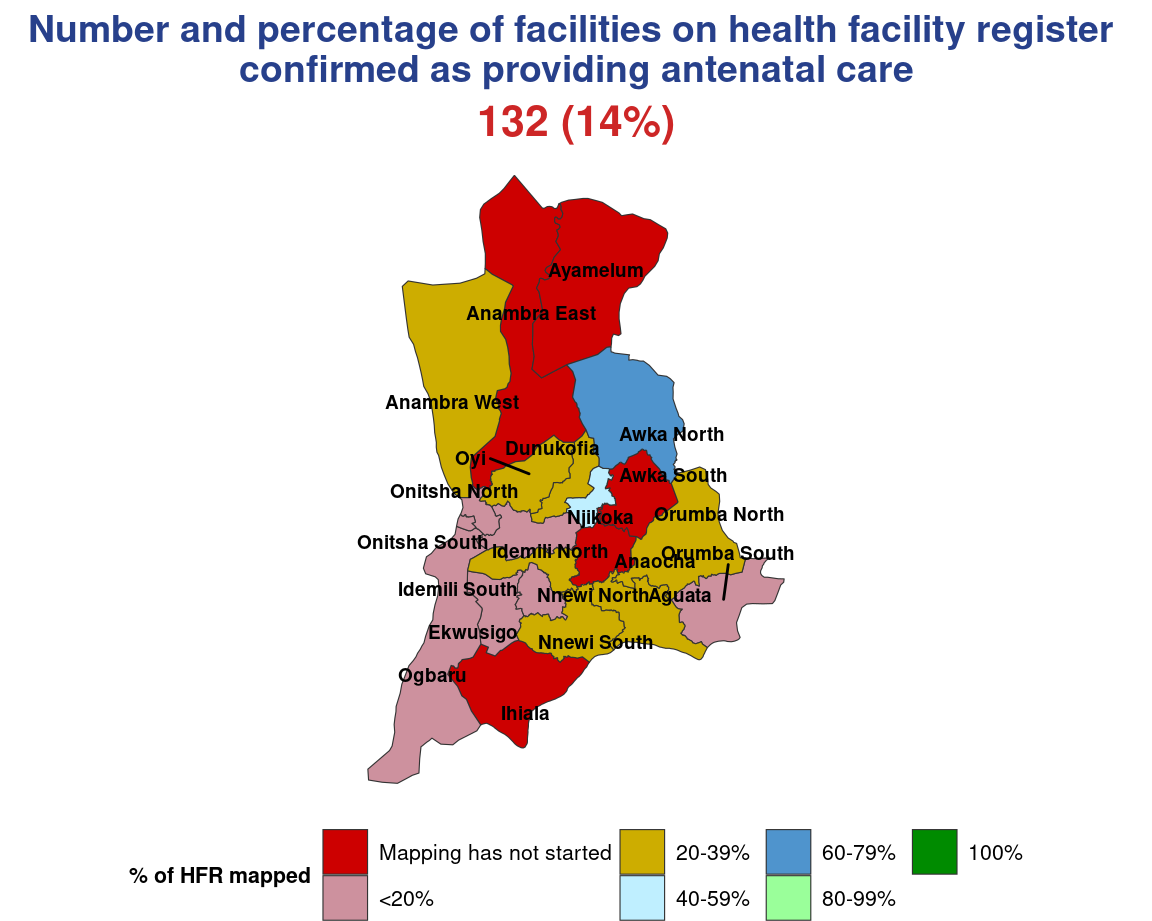 Number and percentage of facilities on health facility register
confirmed as providing antenatal care
132 (14%)
Ayamelum
Anambra East
Anambra West
Awka North
Dunukofia
Oyi
Awka South
Onitsha North
Njikoka
Orumba North
Onitsha South
Idemili North
Orumba South
Anaocha
Idemili South
Nnewi North
Aguata
Ekwusigo
Nnewi South
Ogbaru
Ihiala
% of HFR mapped
Mapping has not started
<20%
20-39%
40-59%
60-79%
80-99%
100%